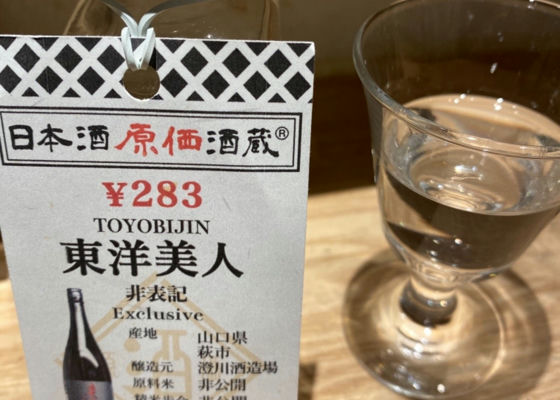 日本酒原価酒蔵®
¥283
TOYOBIJIN
東洋美人
非表記
Exclusive
産地 山口県
萩市
醸造元 澄川酒造場
原料米 非公開